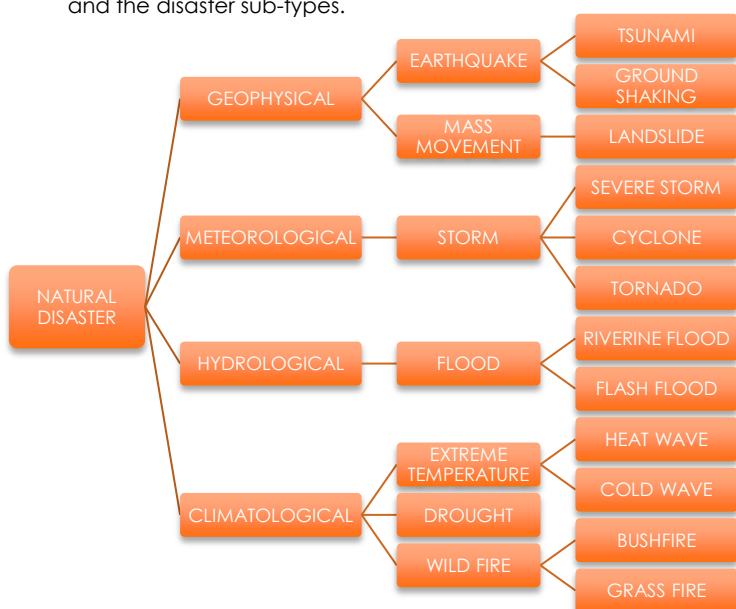 and the disaster sub-types.
TSUNAMI
EARTHQUAKE
GROUND
SHAKING
GEOPHYSICAL
MASS
MOVEMENT
LANDSLIDE
SEVERE STORM
METEOROLOGICAL
STORM
CYCLONE
TORNADO
NATURAL
DISASTER
RIVERINE FLOOD
HYDROLOGICAL
FLOOD
FLASH FLOOD
HEAT WAVE
EXTREME
TEMPERATURE
COLD WAVE
CLIMATOLOGICAL
DROUGHT
BUSHFIRE
WILD FIRE
GRASS FIRE